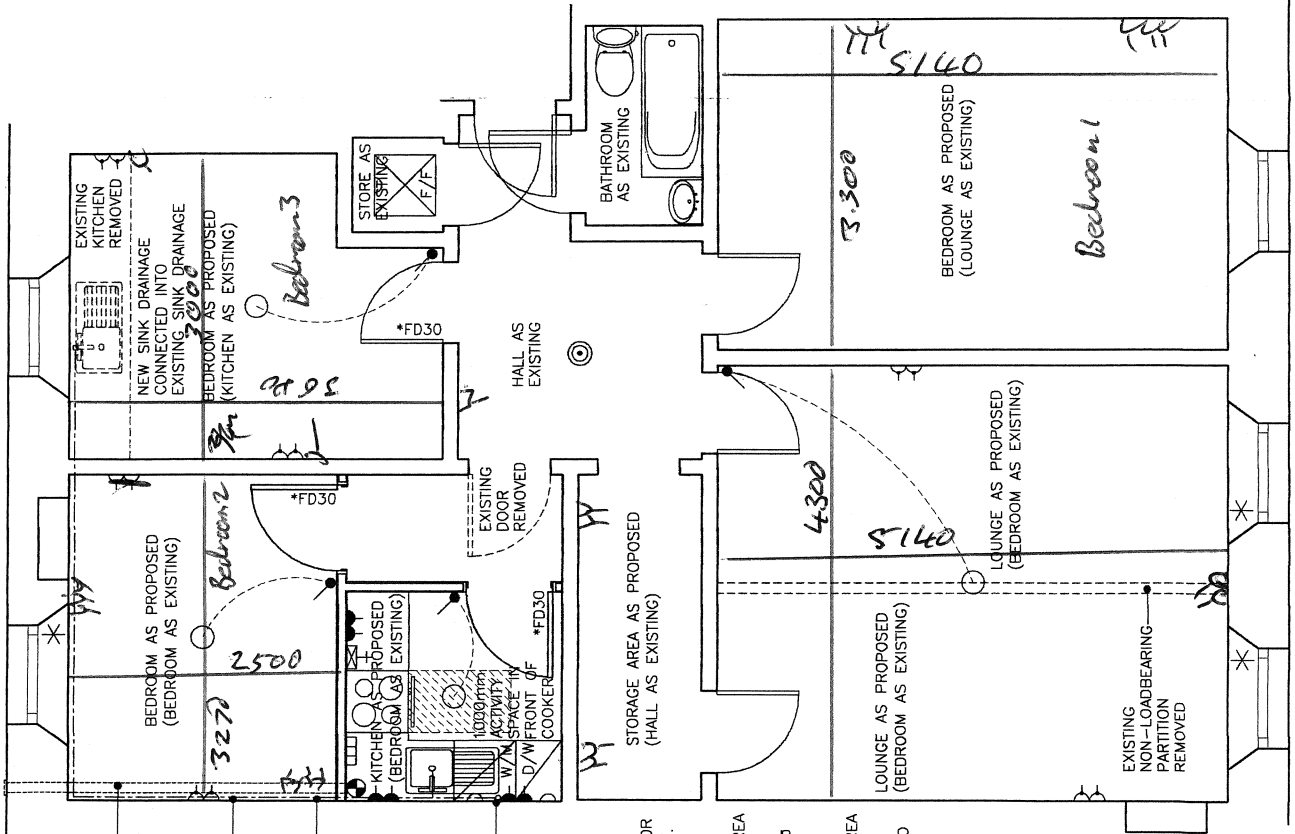 EXISTING
KITCHEN
REMOVED
NEW SINK DRAINAGE
CONNECTED INTO
EXISTING SINK DRAINAGE
3000
BEDROOM AS PROPOSED
(KITCHEN AS EXISTING)
Bedroom 3
*FD30
STORE AS
EXISTING
F/F
BATHROOM
AS EXISTING
5140
3.300
BEDROOM AS PROPOSED
(LOUNGE AS EXISTING)
Bedroom 1
HALL AS
EXISTING
BEDROOM AS PROPOSED
(BEDROOM AS EXISTING)
Bedroom 2
*FD30
2500
3270
EXISTING
DOOR
REMOVED
KITCHEN AS PROPOSED
(BEDROOM AS EXISTING)
1000mm
ACTIVITY
SPACE IN
FRONT OF
COOKER
W/M
D/W
*FD30
STORAGE AREA AS PROPOSED
(HALL AS EXISTING)
4300
5140
LOUNGE AS PROPOSED
(BEDROOM AS EXISTING)
LOUNGE AS PROPOSED
(BEDROOM AS EXISTING)
EXISTING
NON-LOADBEARING
PARTITION
REMOVED